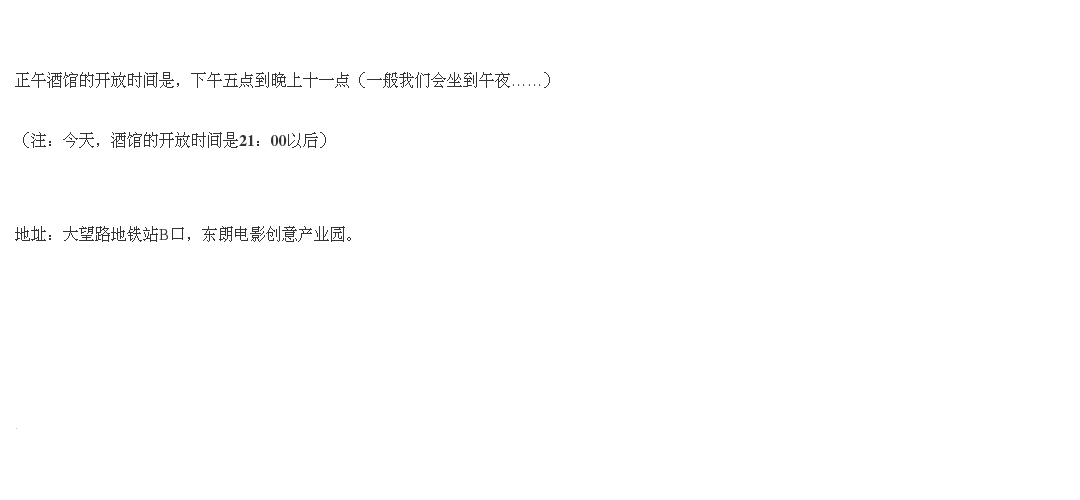 正午酒馆的开放时间是，下午五点到晚上十一点（一般我们会坐到午夜……）
（注：今天，酒馆的开放时间是21：00以后）
地址：大望路地铁站B口，东朗电影创意产业园。